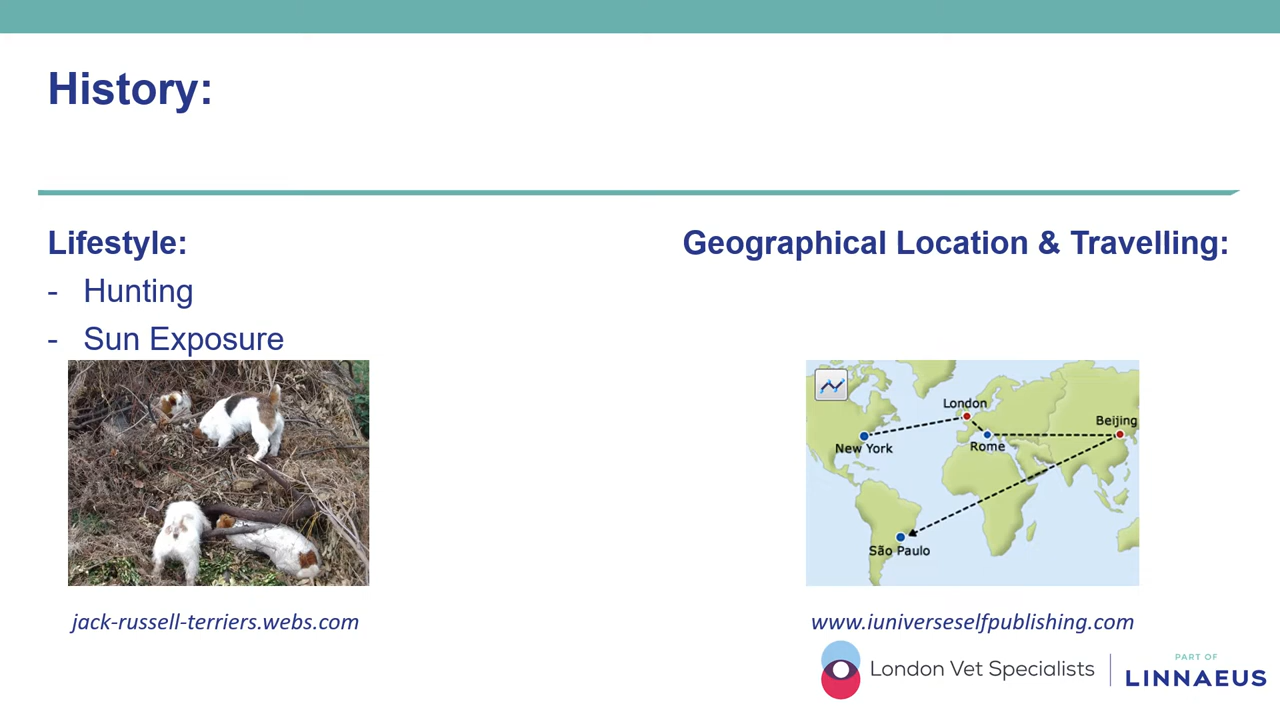 History:
Lifestyle:
- Hunting
- Sun Exposure
Geographical Location & Travelling:
London
Beijing
New York
Rome
São Paulo
jack-russell-terriers.webs.com
www.iuniverseselfpublishing.com
London Vet Specialists
PART OF
LINNAEUS